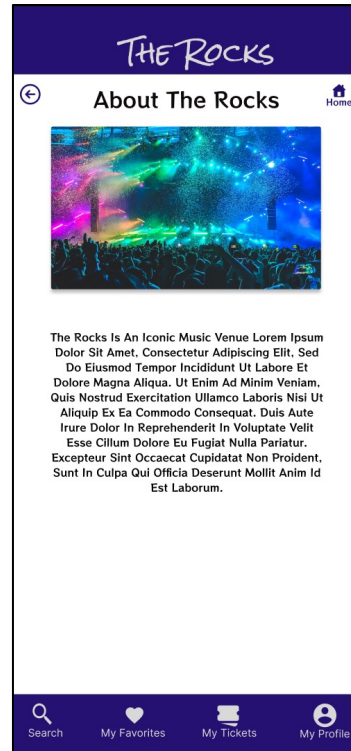 The Rocks
About The Rocks
Home
The Rocks Is An Iconic Music Venue Lorem Ipsum
Dolor Sit Amet, Consectetur Adipiscing Elit, Sed
Do Eiusmod Tempor Incididunt Ut Labore Et
Dolore Magna Aliqua. Ut Enim Ad Minim Veniam,
Quis Nostrud Exercitation Ullamco Laboris Nisi Ut
Aliquip Ex Ea Commodo Consequat. Duis Aute
Irure Dolor In Reprehenderit In Voluptate Velit
Esse Cillum Dolore Eu Fugiat Nulla Pariatur.
Excepteur Sint Occaecat Cupidatat Non Proident,
Sunt In Culpa Qui Officia Deserunt Mollit Anim Id
Est Laborum.
Search My Favorites My Tickets My Profile